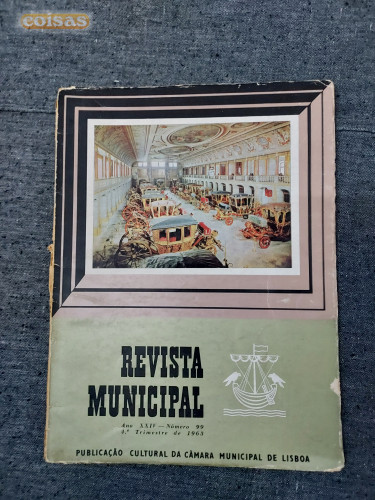 coisas
REVISTA
MUNICIPAL
Ano XXIV — Número 99
4.º Trimestre de 1963
PUBLICAÇÃO CULTURAL DA CÂMARA MUNICIPAL DE LISBOA